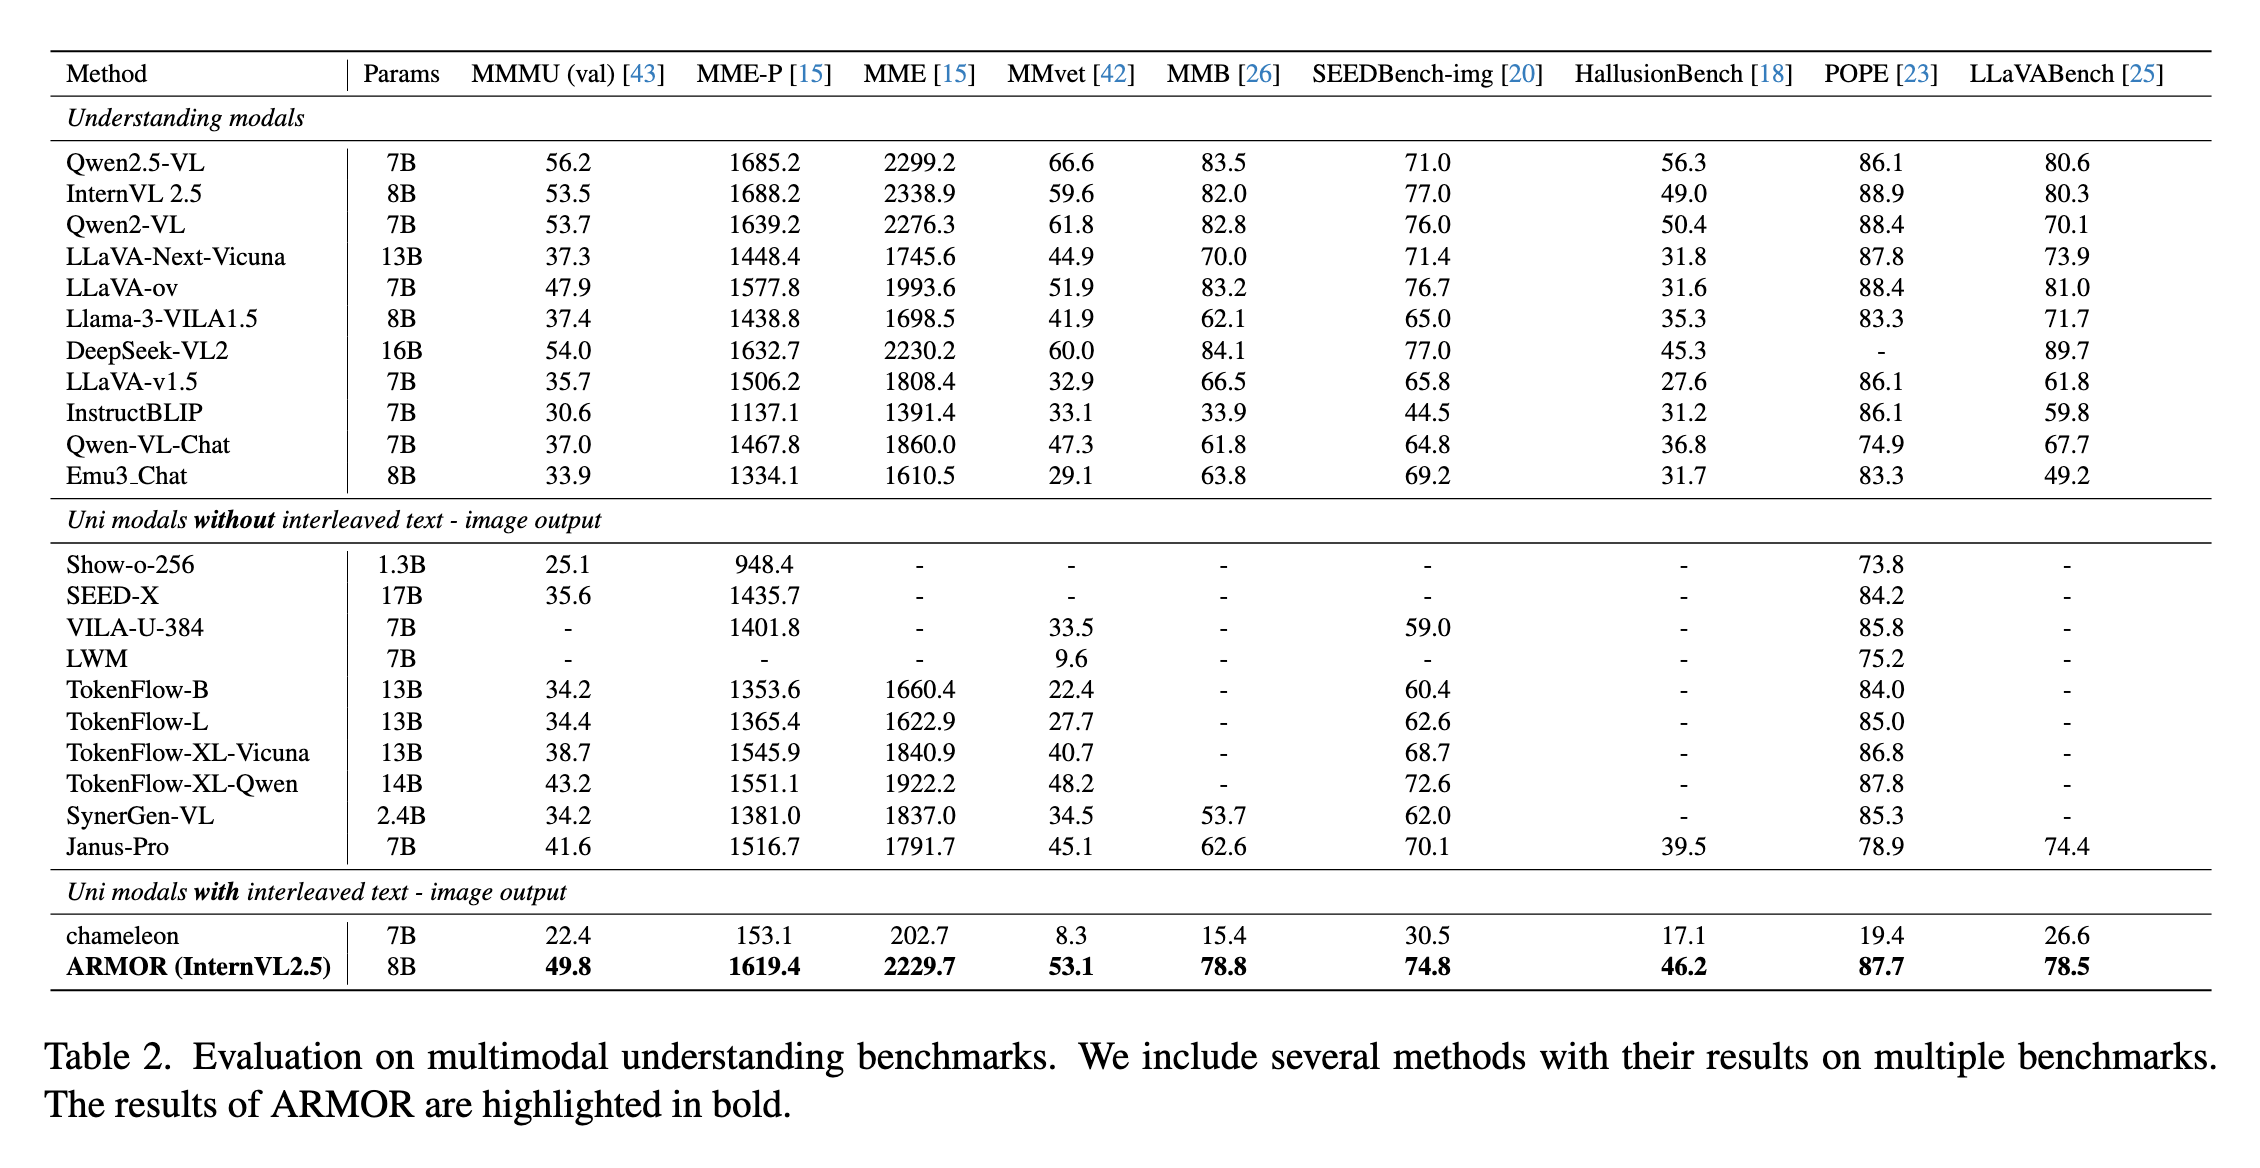 Method Params MMMU (val) [43] MME-P [15] MME [15] MMvet [42] MMB [26] SEEDBench-img [20] HallusionBench [18] POPE [23] LLaVABench [25]
Understanding modals
Qwen2.5-VL 7B 56.2 1685.2 2299.2 66.6 83.5 71.0 56.3 86.1 80.6
InternVL 2.5 8B 53.5 1688.2 2338.9 59.6 82.0 77.0 49.0 88.9 80.3
Qwen2-VL 7B 53.7 1639.2 2276.3 61.8 82.8 76.0 50.4 88.4 70.1
LLaVA-Next-Vicuna 13B 37.3 1448.4 1745.6 44.9 70.0 71.4 31.8 87.8 73.9
LLaVA-ov 7B 47.9 1577.8 1993.6 51.9 83.2 76.7 31.6 88.4 81.0
Llama-3-VILA1.5 8B 37.4 1438.8 1698.5 41.9 62.1 65.0 35.3 83.3 71.7
DeepSeek-VL2 16B 54.0 1632.7 2230.2 60.0 84.1 77.0 45.3 - 89.7
LLaVA-v1.5 7B 35.7 1506.2 1808.4 32.9 66.5 65.8 27.6 86.1 61.8
InstructBLIP 7B 30.6 1137.1 1391.4 33.1 33.9 44.5 31.2 86.1 59.8
Qwen-VL-Chat 7B 37.0 1467.8 1860.0 47.3 61.8 64.8 36.8 74.9 67.7
Emu3_Chat 8B 33.9 1334.1 1610.5 29.1 63.8 69.2 31.7 83.3 49.2
Uni modals without interleaved text - image output
Show-o-256 1.3B 25.1 948.4 - - - - - 73.8 -
SEED-X 17B 35.6 1435.7 - - - - - 84.2 -
VILA-U-384 7B - 1401.8 - 33.5 - 59.0 - 85.8 -
LWM 7B - - - 9.6 - - - 75.2 -
TokenFlow-B 13B 34.2 1353.6 1660.4 22.4 - 60.4 - 84.0 -
TokenFlow-L 13B 34.4 1365.4 1622.9 27.7 - 62.6 - 85.0 -
TokenFlow-XL-Vicuna 13B 38.7 1545.9 1840.9 40.7 - 68.7 - 86.8 -
TokenFlow-XL-Qwen 14B 43.2 1551.1 1922.2 48.2 - 72.6 - 87.8 -
SynerGen-VL 2.4B 34.2 1381.0 1837.0 34.5 53.7 62.0 - 85.3 -
Janus-Pro 7B 41.6 1516.7 1791.7 45.1 62.6 70.1 39.5 78.9 74.4
Uni modals with interleaved text - image output
chameleon 7B 22.4 153.1 202.7 8.3 15.4 30.5 17.1 19.4 26.6
ARMOR (InternVL2.5) 8B 49.8 1619.4 2229.7 53.1 78.8 74.8 46.2 87.7 78.5
Table 2. Evaluation on multimodal understanding benchmarks. We include several methods with their results on multiple benchmarks.
The results of ARMOR are highlighted in bold.